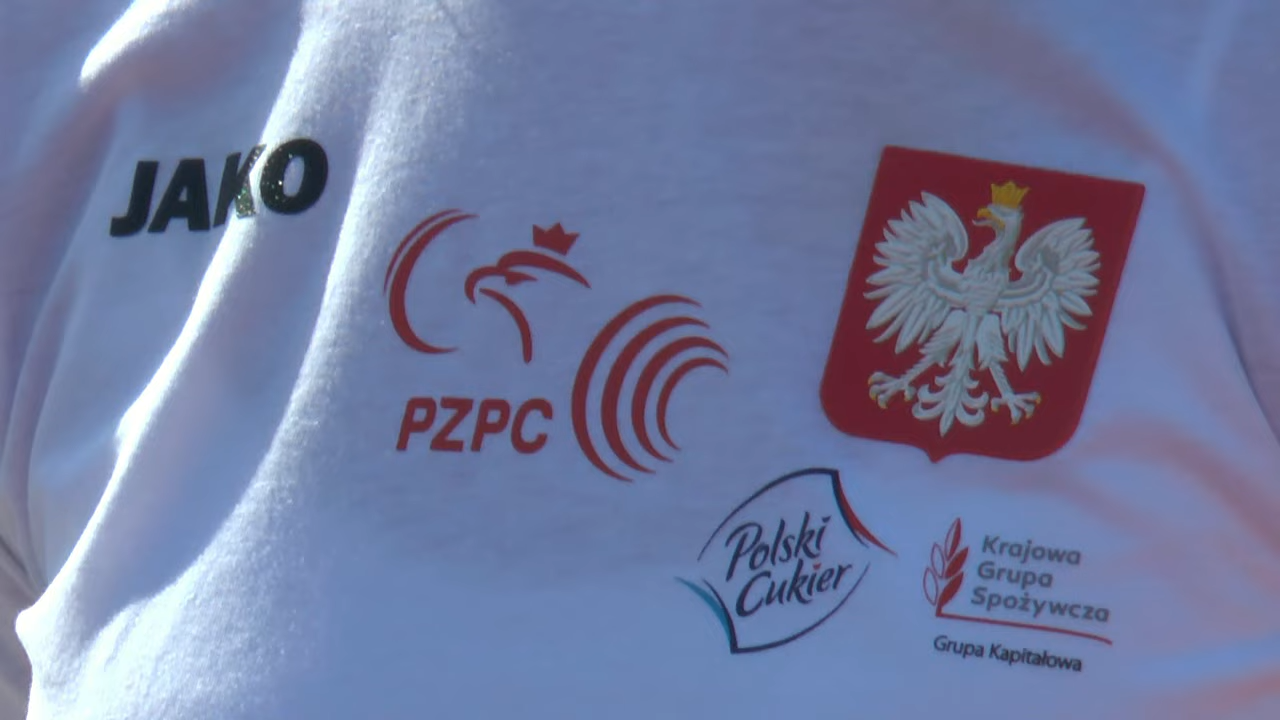 JAKO
PZPC
Polski
Cukier
Krajowa
Grupa
Spożywcza
Grupa Kapitałowa